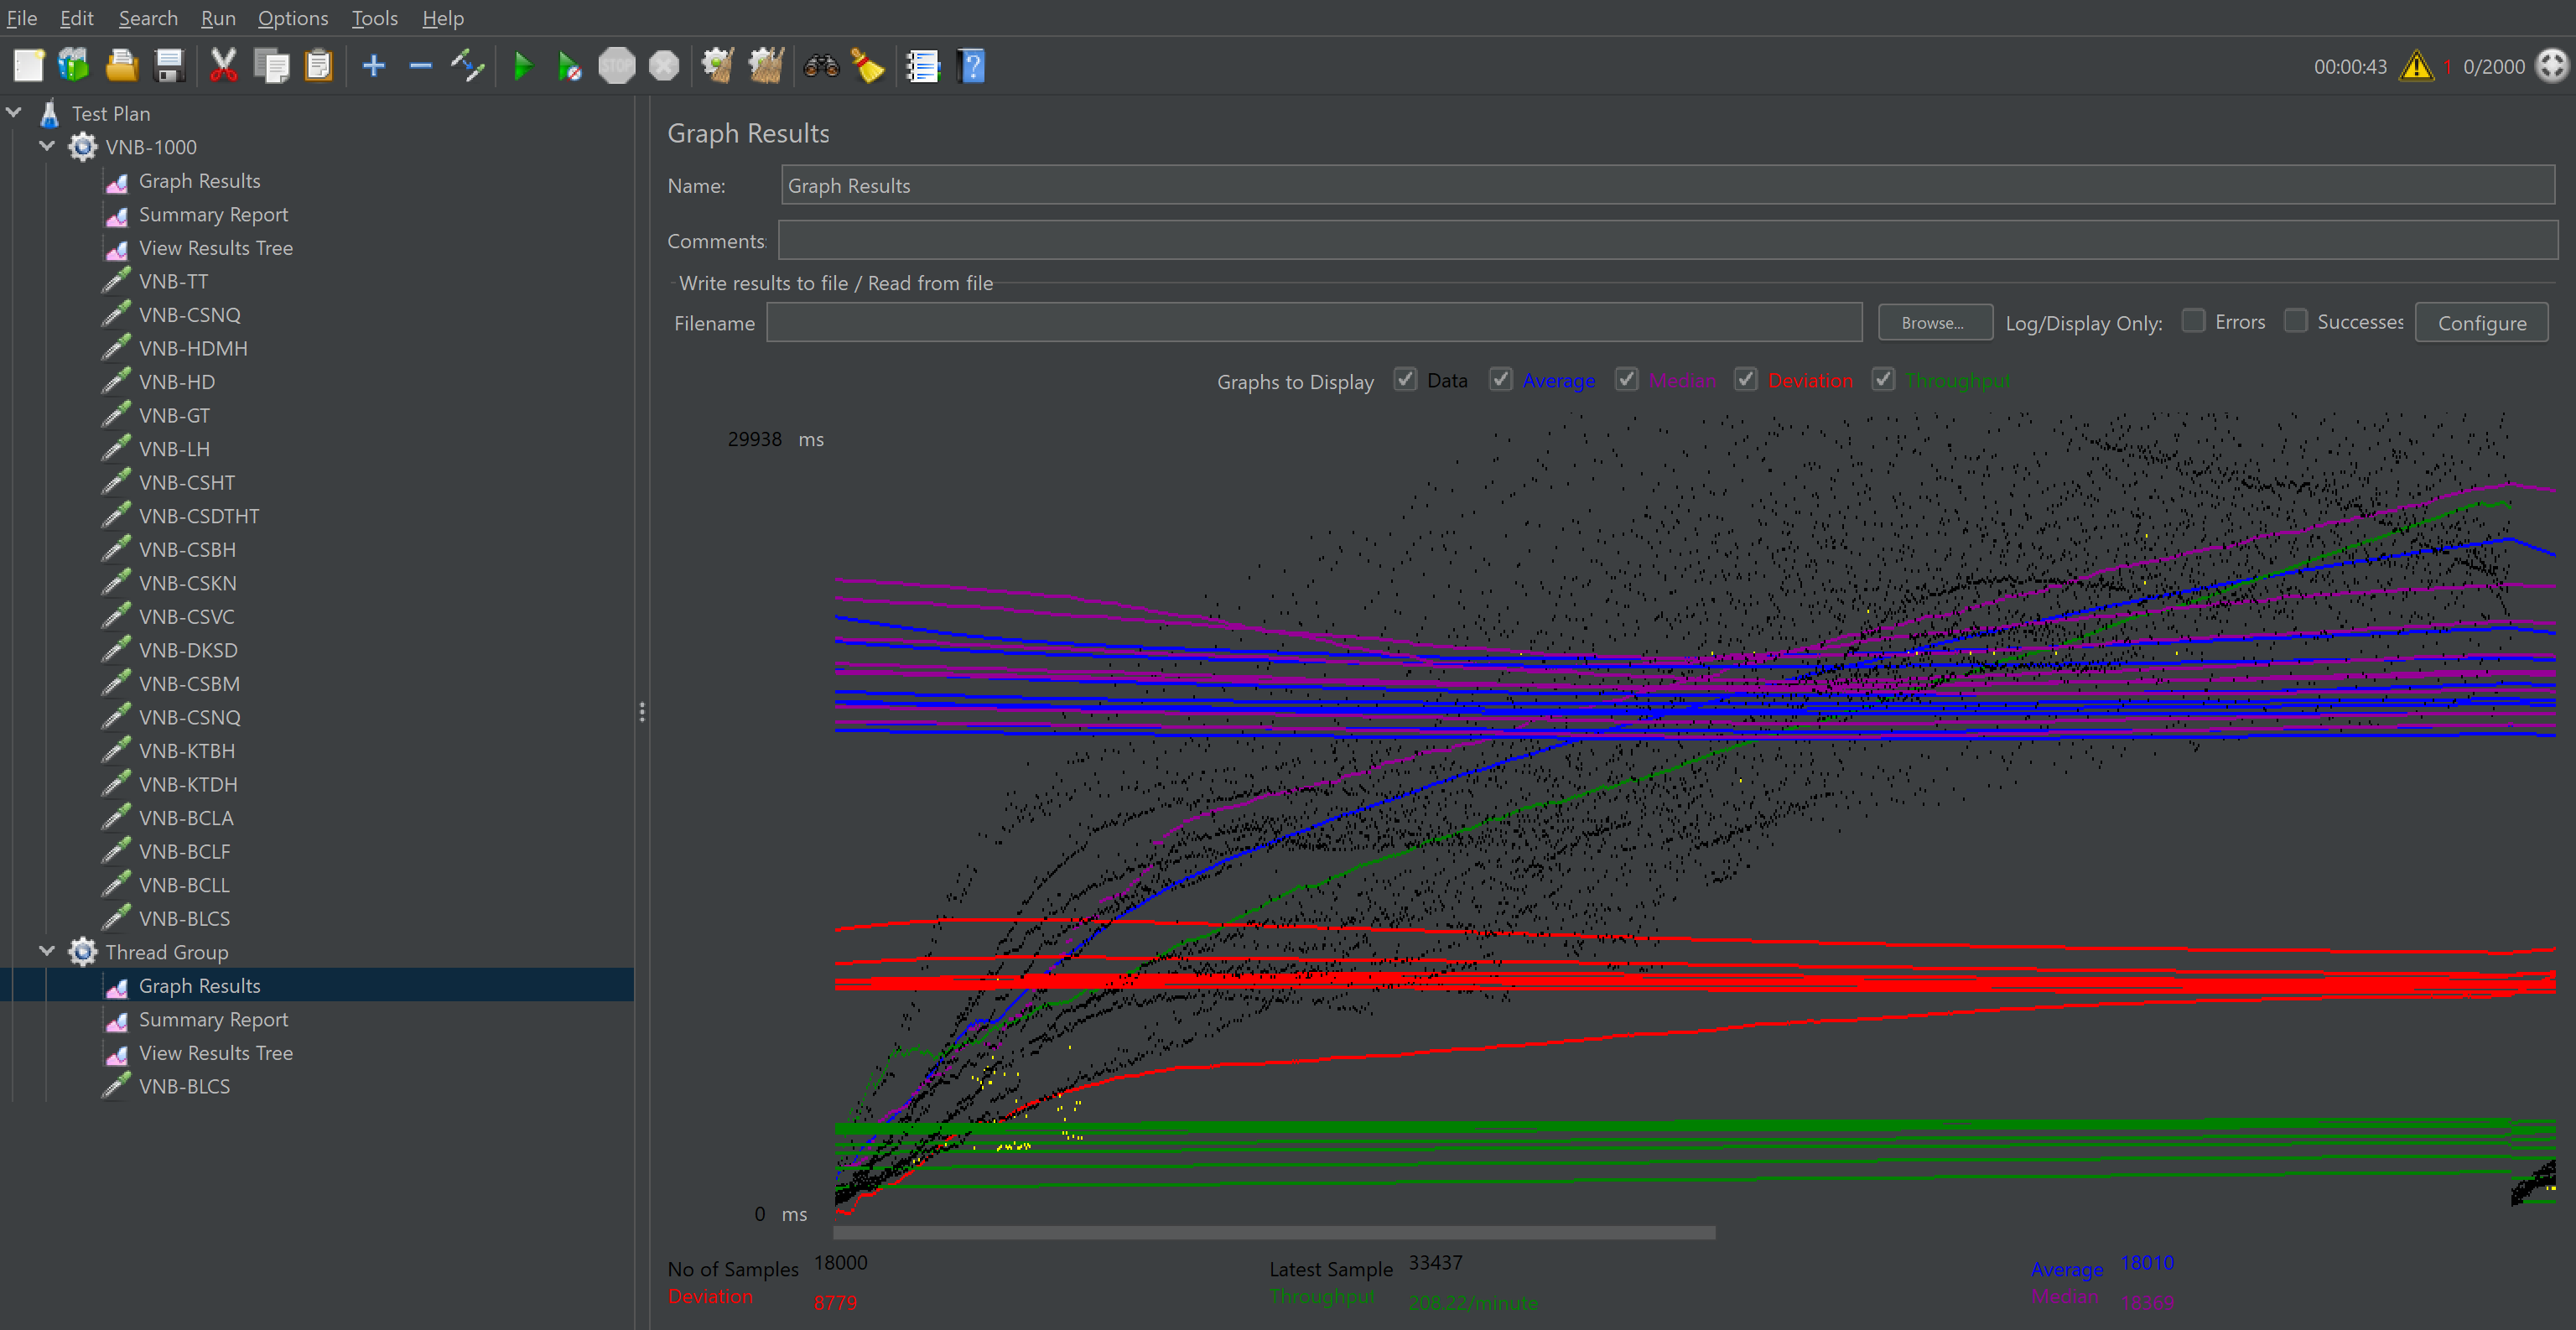 File Edit Search Run Options Tools Help
STOP
00:00:43 1 0/2000
Test Plan
VNB-1000
Graph Results
Summary Report
View Results Tree
VNB-TT
VNB-CSNQ
VNB-HDMH
VNB-HD
VNB-GT
VNB-LH
VNB-CSHT
VNB-CSDTHT
VNB-CSBH
VNB-CSKN
VNB-CSVC
VNB-DKSD
VNB-CSBM
VNB-CSNQ
VNB-KTBH
VNB-KTDH
VNB-BCLA
VNB-BCLF
VNB-BCLL
VNB-BLCS
Thread Group
Graph Results
Summary Report
View Results Tree
VNB-BLCS
Graph Results
Name: Graph Results
Comments:
Write results to file / Read from file
Filename Browse... Log/Display Only: Errors Successes Configure
Graphs to Display Data Average Median Deviation Throughput
29938 ms
0 ms
No of Samples 18000 Latest Sample 33437 Average 18010
Deviation 8779 Throughput 208.22/minute Median 18369